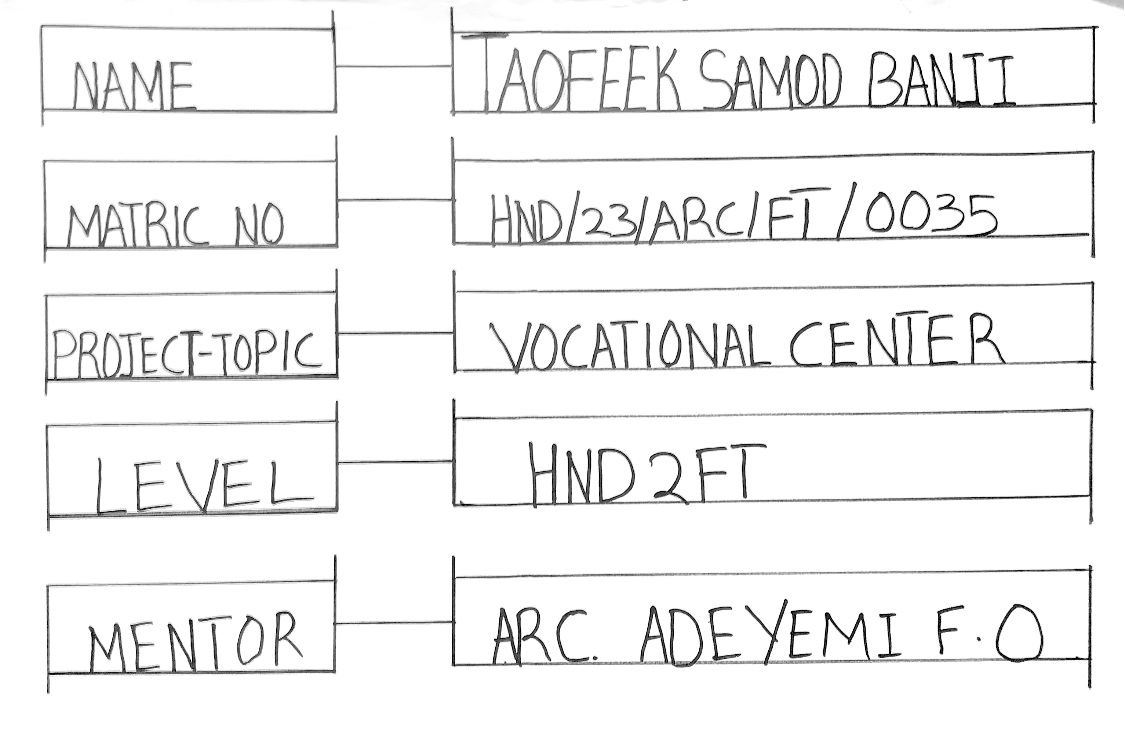 NAME TAOFEEK SAMOD BANJI
MATRIC NO HND/23/ARC/FT/0035
PROJECT-TOPIC VOCATIONAL CENTER
LEVEL HND2FT
MENTOR ARC. ADEYEMI F.O